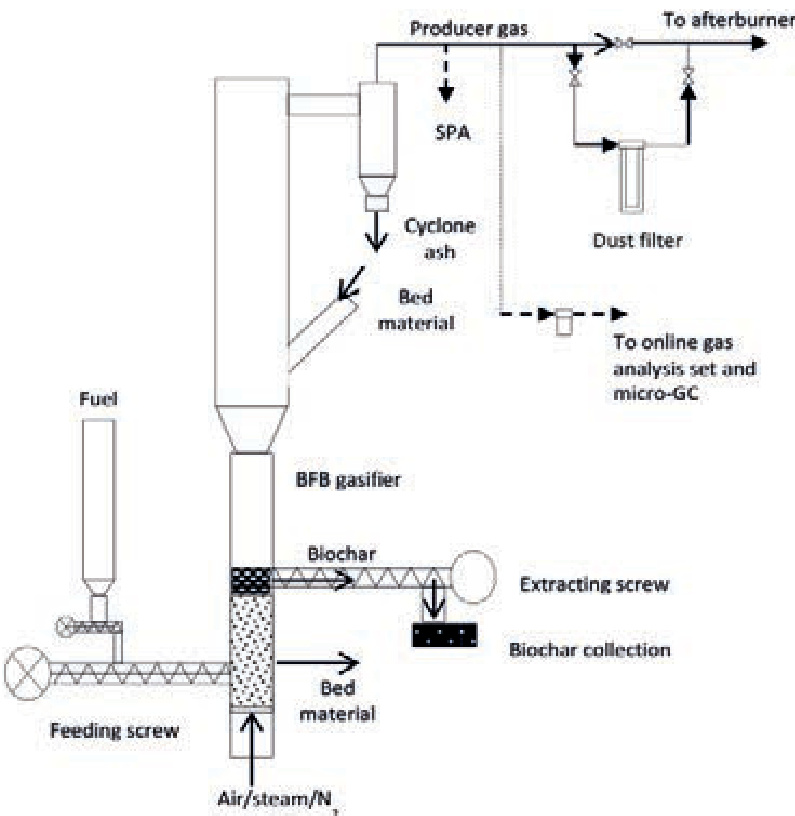 To afterburner
Producer gas
SPA
Dust filter
Cyclone
ash
Bed
material
To online gas
analysis set and
micro-GC
Fuel
BFB gasifier
Biochar
Extracting screw
Biochar collection
Bed
material
Feeding screw
Air/steam/N₂